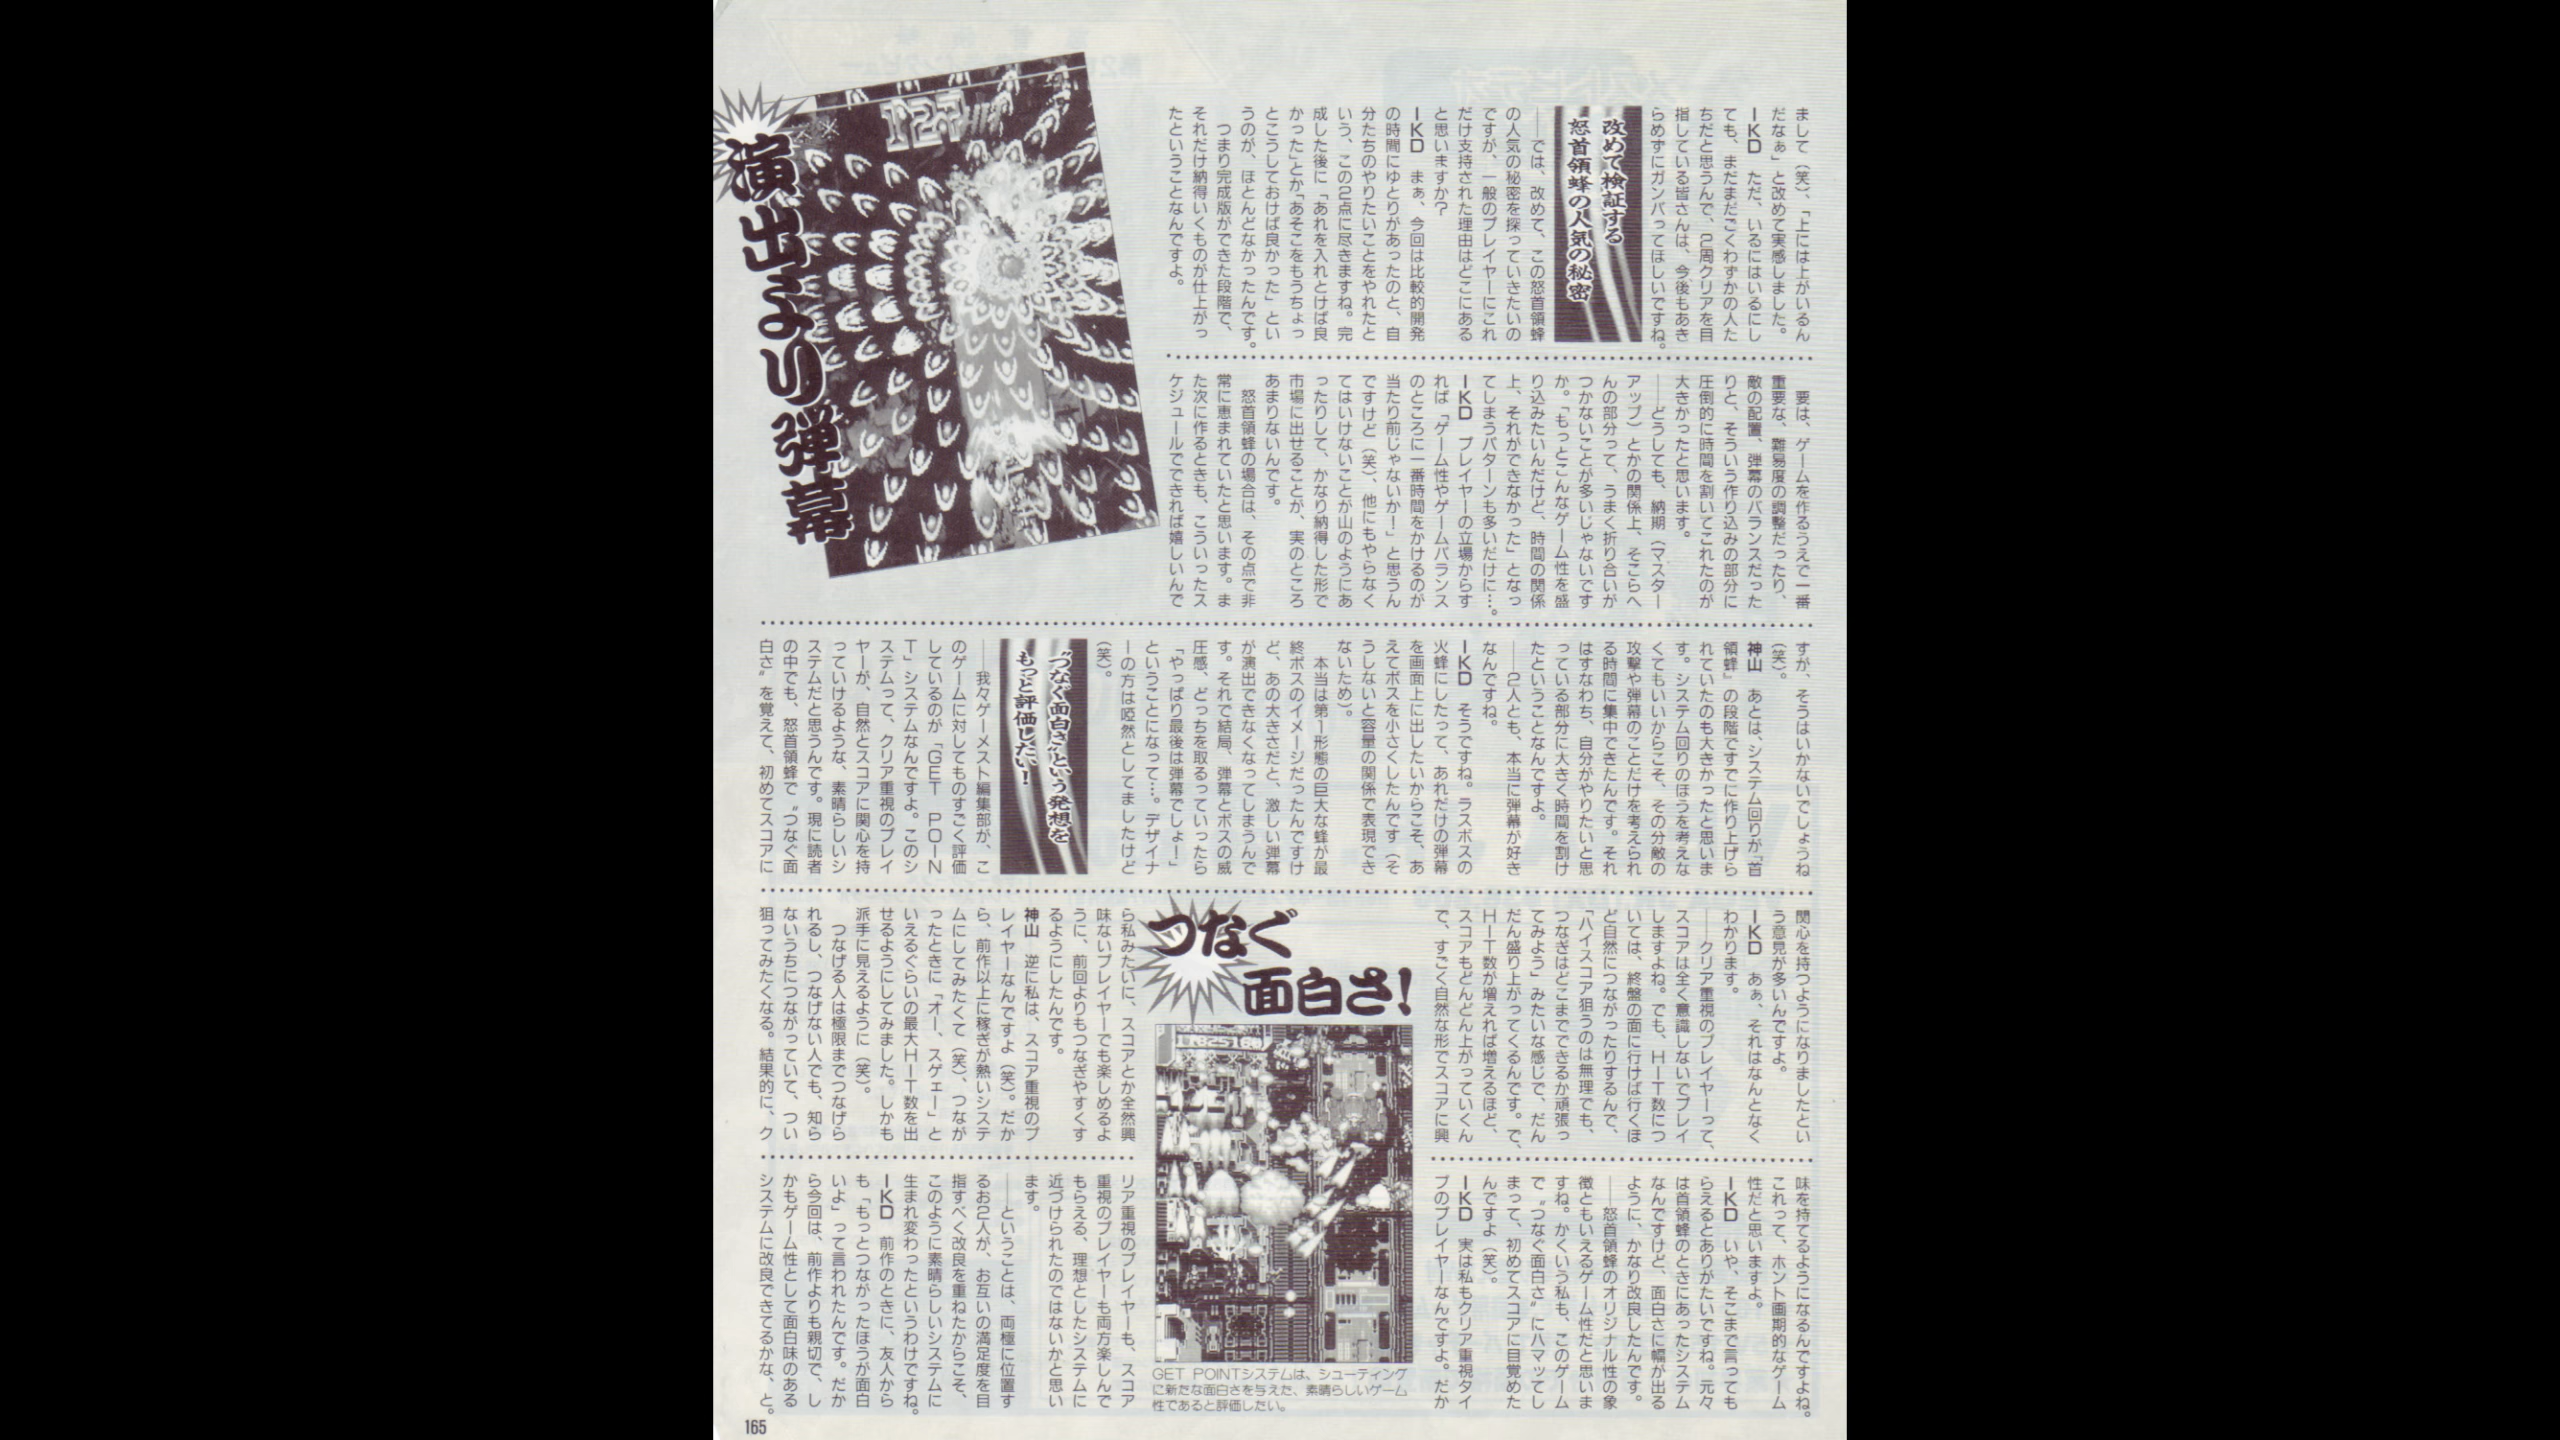 まして（笑）、「上には上がいるん
だなぁ」と改めて実感しました。
ＩＫＤ　ただ、いるにはいるにし
ても、まだまだごくわずかの人た
ちだと思うんで、２周クリアを目
指している皆さんは、今後もあき
らめずにガンバってほしいですね。
改めて検証する
怒首領蜂の人気の秘密
――では、改めて、この怒首領蜂
の人気の秘密を探っていきたいの
ですが、一般のプレイヤーにこれ
だけ支持された理由はどこにある
と思いますか？
ＩＫＤ　まぁ、今回は比較的開発
の時間にゆとりがあったのと、自
分たちのやりたいことをやれたと
いう、この２点に尽きますね。完
成した後に「あれを入れとけば良
かった」とか「あそこをもうちょっ
とこうしておけば良かった」とい
うのが、ほとんどなかったんです。
　つまり完成版ができた段階で、
それだけ納得いくものが仕上がっ
たということなんですよ。
演出より弾幕
　要は、ゲームを作るうえで一番
重要な、難易度の調整だったり、
敵の配置、弾幕のバランスだった
りと、そういう作り込みの部分に
圧倒的に時間を割いてこれたのが
大きかったと思います。
――どうしても、納期（マスター
アップ）とかの関係上、そこらへ
んの部分って、うまく折り合いが
つかないことが多いじゃないです
か。「もっとこんなゲーム性を盛
り込みたいんだけど、時間の関係
上、それができなかった」となっ
てしまうパターンも多いだけに…。
ＩＫＤ　プレイヤーの立場からす
れば「ゲーム性やゲームバランス
のところに一番時間をかけるのが
当たり前じゃないか！」と思うん
ですけど（笑）、他にもやらなく
てはいけないことが山のようにあ
ったりして、かなり納得した形で
市場に出せることが、実のところ
あまりないんです。
　怒首領蜂の場合は、その点で非
常に恵まれていたと思います。ま
た次に作るときも、こういったス
ケジュールでできれば嬉しいんで
すが、そうはいかないでしょうね
（笑）。
神山　あとは、システム回りが『首
領蜂』の段階ですでに作り上げら
れていたのも大きかったと思いま
す。システム回りのほうを考えな
くてもいいからこそ、その分敵の
攻撃や弾幕のことだけを考えられ
る時間に集中できたんです。それ
はすなわち、自分がやりたいと思
っている部分に大きく時間を割け
たということなんですよ。
――２人とも、本当に弾幕が好き
なんですね。
ＩＫＤ　そうですね。ラスボスの
火蜂にしたって、あれだけの弾幕
を画面上に出したいからこそ、あ
えてボスを小さくしたんです（そ
うしないと容量の関係で表現でき
ないため）。
　本当は第１形態の巨大な蜂が最
終ボスのイメージだったんですけ
ど、あの大きさだと、激しい弾幕
が演出できなくなってしまうんで
す。それで結局、弾幕とボスの威
圧感、どっちを取るっていったら
「やっぱり最後は弾幕でしょ！」
ということになって…。デザイナ
ーの方は唖然としてましたけど
（笑）。
“つなぐ面白さ”という発想を
もっと評価したい！
――我々ゲーメスト編集部が、こ
のゲームに対してものすごく評価
しているのが「ＧＥＴ　ＰＯＩＮ
Ｔ」システムなんですよ。このシ
ステムって、クリア重視のプレイ
ヤーが、自然とスコアに関心を持
っていけるような、素晴らしいシ
ステムだと思うんです。現に読者
の中でも、怒首領蜂で〝つなぐ面
白さ〟を覚えて、初めてスコアに
関心を持つようになりましたとい
う意見が多いんですよ。
ＩＫＤ　あぁ、それはなんとなく
わかります。
――クリア重視のプレイヤーって、
スコアは全く意識しないでプレイ
しますよね。でも、ＨＩＴ数につ
いては、終盤の面に行けば行くほ
ど自然につながったりするんで、
「ハイスコア狙うのは無理でも、
つなぎはどこまでできるか頑張っ
てみよう」みたいな感じで、だん
だん盛り上がってくるんです。で、
ＨＩＴ数が増えれば増えるほど、
スコアもどんどん上がっていくん
で、すごく自然な形でスコアに興
つなぐ
面白さ！
味を持てるようになるんですよね。
これって、ホント画期的なゲーム
性だと思いますよ。
ＩＫＤ　いや、そこまで言っても
らえるとありがたいですね。元々
は首領蜂のときにあったシステム
なんですけど、面白さに幅が出る
ように、かなり改良したんです。
――怒首領蜂のオリジナル性の象
徴ともいえるゲーム性だと思いま
すね。かくいう私も、このゲーム
で〝つなぐ面白さ〟にハマッてし
まって、初めてスコアに目覚めた
んですよ（笑）。
ＩＫＤ　実は私もクリア重視タイ
プのプレイヤーなんですよ。だか
GET POINTシステムは、シューティング
に新たな面白さを与えた、素晴らしいゲーム
性であると評価したい。
ら私みたいに、スコアとか全然興
味ないプレイヤーでも楽しめるよ
うに、前回よりもつなぎやすくす
るようにしたんです。
神山　逆に私は、スコア重視のプ
レイヤーなんですよ（笑）。だか
ら、前作以上に稼ぎが熱いシステ
ムにしてみたくて（笑）、つなが
ったときに「オー、スゲェー」と
いえるぐらいの最大ＨＩＴ数を出
せるようにしてみました。しかも
派手に見えるように（笑）。
　つなげる人は極限までつなげら
れるし、つなげない人でも、知ら
ないうちにつながっていて、つい
狙ってみたくなる。結果的に、ク
リア重視のプレイヤーも、スコア
重視のプレイヤーも両方楽しんで
もらえる、理想としたシステムに
近づけられたのではないかと思い
ます。
――ということは、両極に位置す
るお２人が、お互いの満足度を目
指すべく改良を重ねたからこそ、
このように素晴らしいシステムに
生まれ変わったというわけですね。
ＩＫＤ　前作のときに、友人から
も「もっとつながったほうが面白
いよ」って言われたんです。だか
ら今回は、前作よりも親切で、し
かもゲーム性として面白味のある
システムに改良できてるかな、と。
165